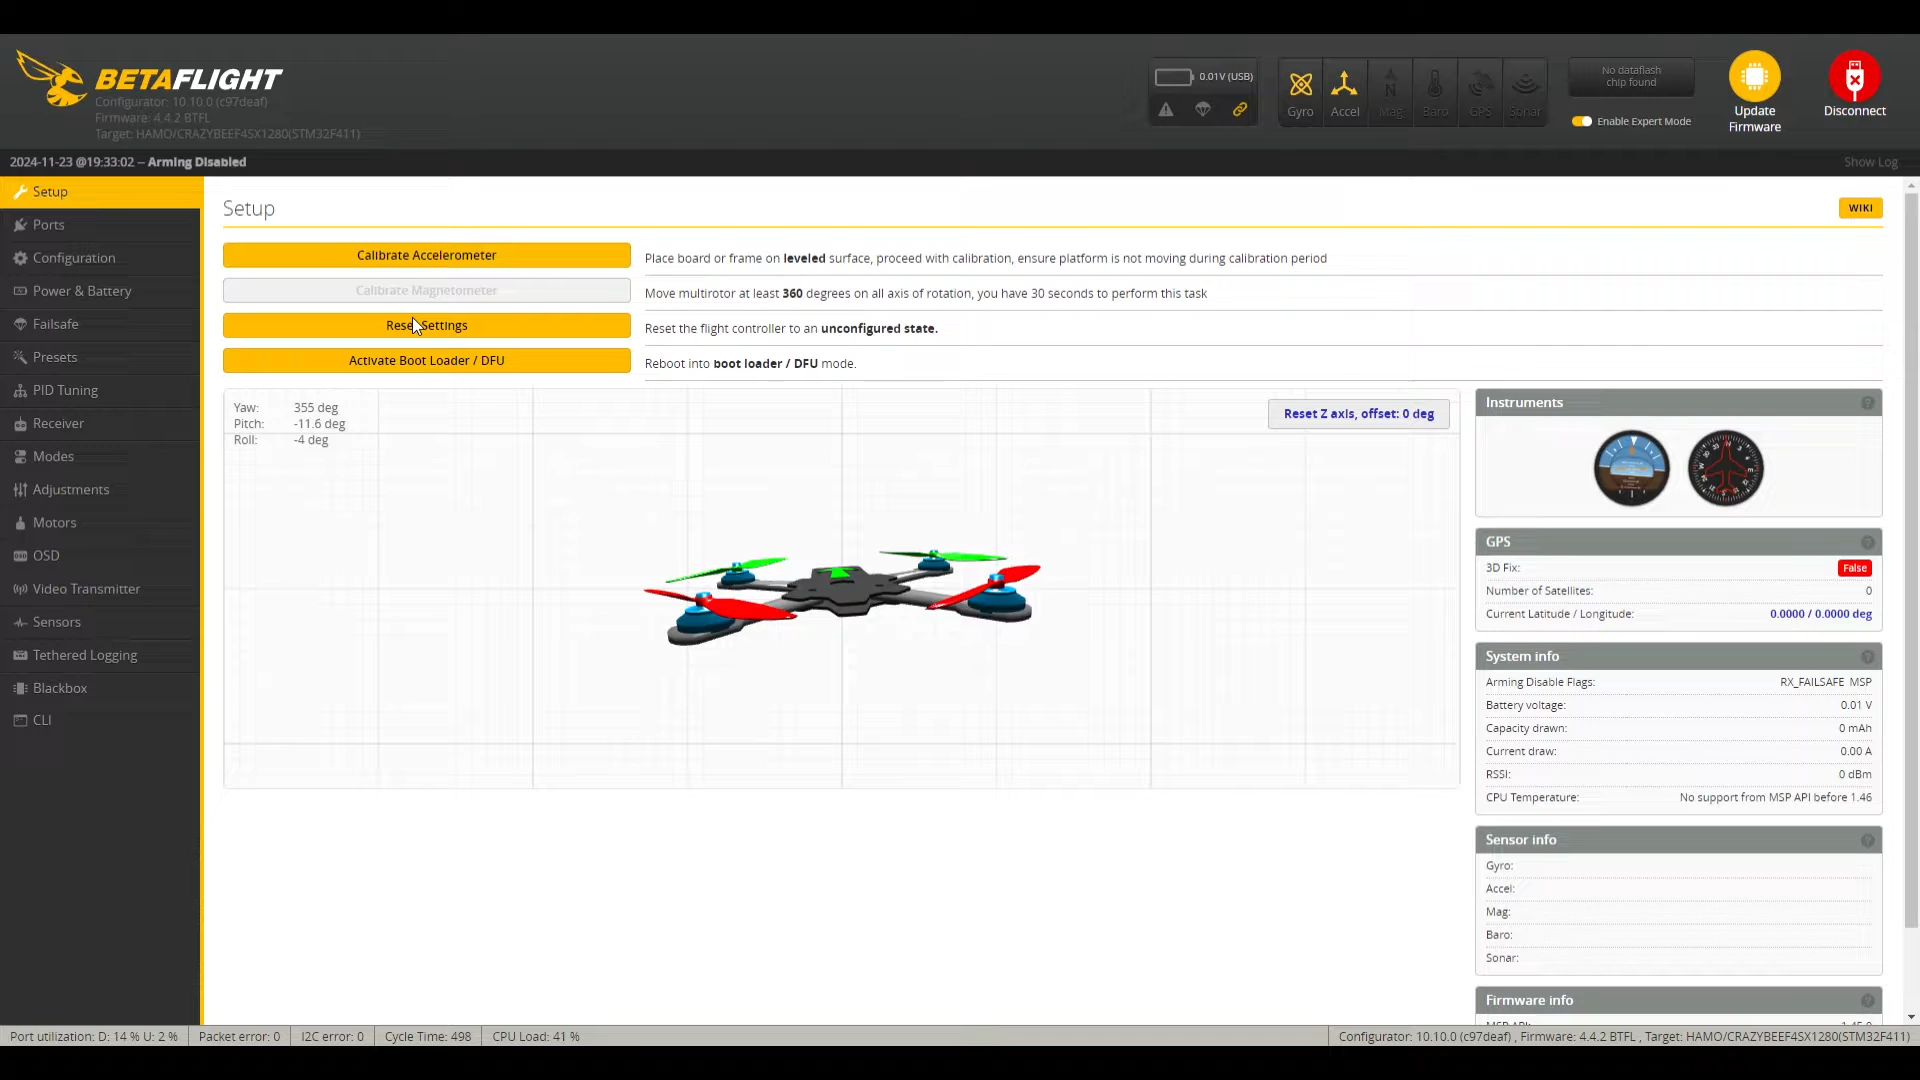 BETAFLIGHT
Configurator: 10.10.0 (c97deaf)
Firmware: 4.4.2 BTFL
Target: HAMO/CRAZYBEEF4SX1280(STM32F411)
0.01V (USB)
Gyro
Accel
Mag
Baro
GPS
Sonar
No dataflash
chip found
Enable Expert Mode
Update
Firmware
Disconnect
2024-11-23 @19:33:02 -- Arming Disabled
Show Log
Setup
Ports
Configuration
Power & Battery
Failsafe
Presets
PID Tuning
Receiver
Modes
Adjustments
Motors
OSD
Video Transmitter
Sensors
Tethered Logging
Blackbox
CLI
Setup
WIKI
Calibrate Accelerometer
Place board or frame on leveled surface, proceed with calibration, ensure platform is not moving during calibration period
Calibrate Magnetometer
Move multirotor at least 360 degrees on all axis of rotation, you have 30 seconds to perform this task
Reset Settings
Reset the flight controller to an unconfigured state.
Activate Boot Loader / DFU
Reboot into boot loader / DFU mode.
Yaw: 355 deg
Pitch: -11.6 deg
Roll: -4 deg
Reset Z axis, offset: 0 deg
Instruments
GPS
3D Fix: False
Number of Satellites: 0
Current Latitude / Longitude: 0.0000 / 0.0000 deg
System info
Arming Disable Flags: RX_FAILSAFE MSP
Battery voltage: 0.01 V
Capacity drawn: 0 mAh
Current draw: 0.00 A
RSSI: 0 dBm
CPU Temperature: No support from MSP API before 1.46
Sensor info
Gyro:
Accel:
Mag:
Baro:
Sonar:
Firmware info
Port utilization: D: 14 % U: 2 %
Packet error: 0
I2C error: 0
Cycle Time: 498
CPU Load: 41 %
Configurator: 10.10.0 (c97deaf) , Firmware: 4.4.2 BTFL , Target: HAMO/CRAZYBEEF4SX1280(STM32F411)